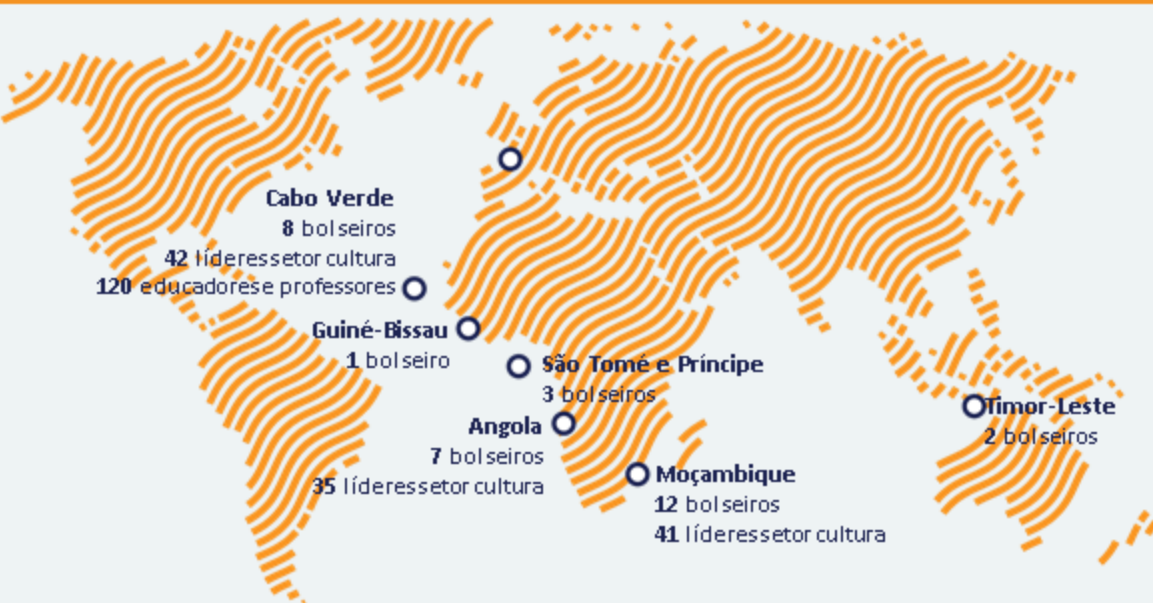 Cabo Verde
8 bolseiros
42 líderes setor cultura
120 educadores e professores
Guiné-Bissau
1 bolseiro
São Tomé e Príncipe
3 bolseiros
Angola
7 bolseiros
35 líderes setor cultura
Moçambique
12 bolseiros
41 líderes setor cultura
Timor-Leste
2 bolseiros